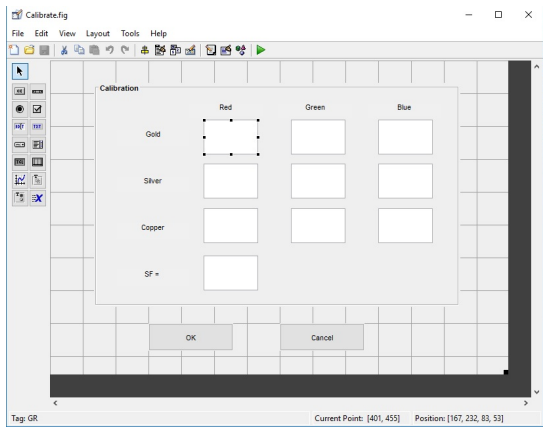 Calibrate.fig
File Edit View Layout Tools Help
Calibration
Red Green Blue
Gold
Silver
Copper
SF =
OK Cancel
Tag: GR Current Point: [401, 455] Position: [167, 232, 83, 53]